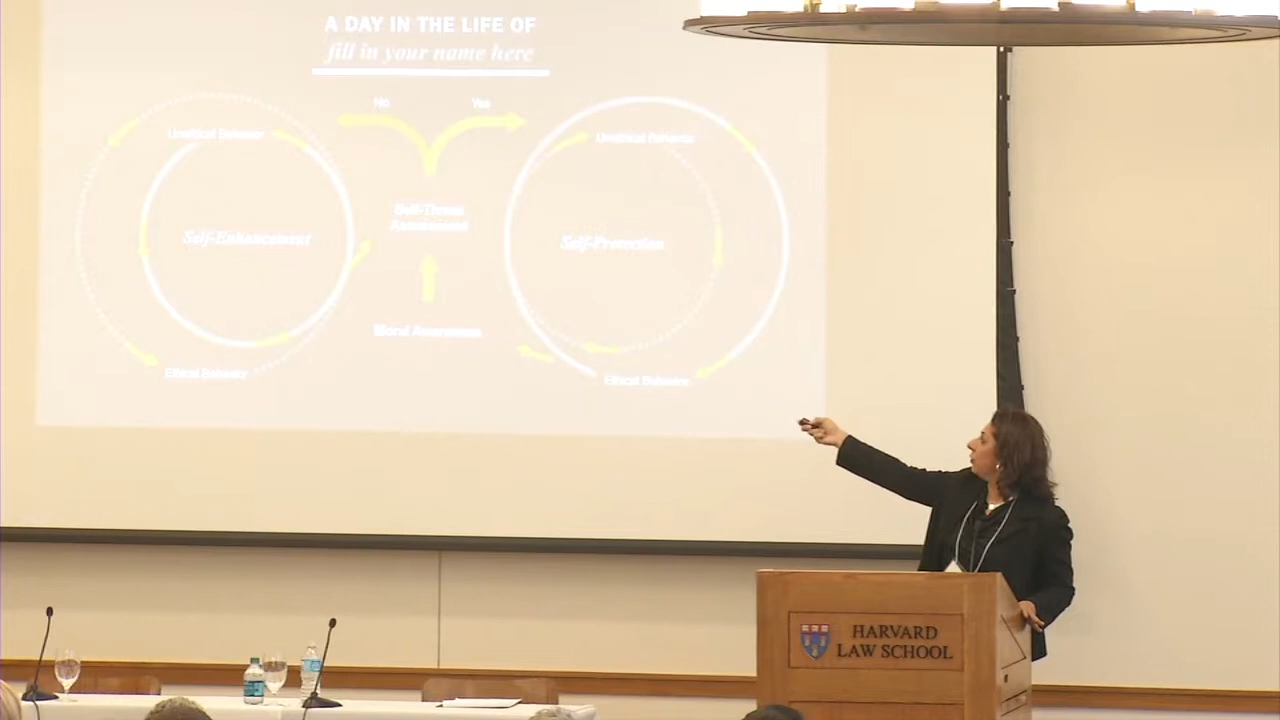 A DAY IN THE LIFE OF
fill in your name here
No
Yes
Unethical Behavior
Unethical Behavior
Self-Threat
Assessment
Self-Enhancement
Self-Protection
Moral Awareness
Ethical Behavior
Ethical Behavior
HARVARD
LAW SCHOOL